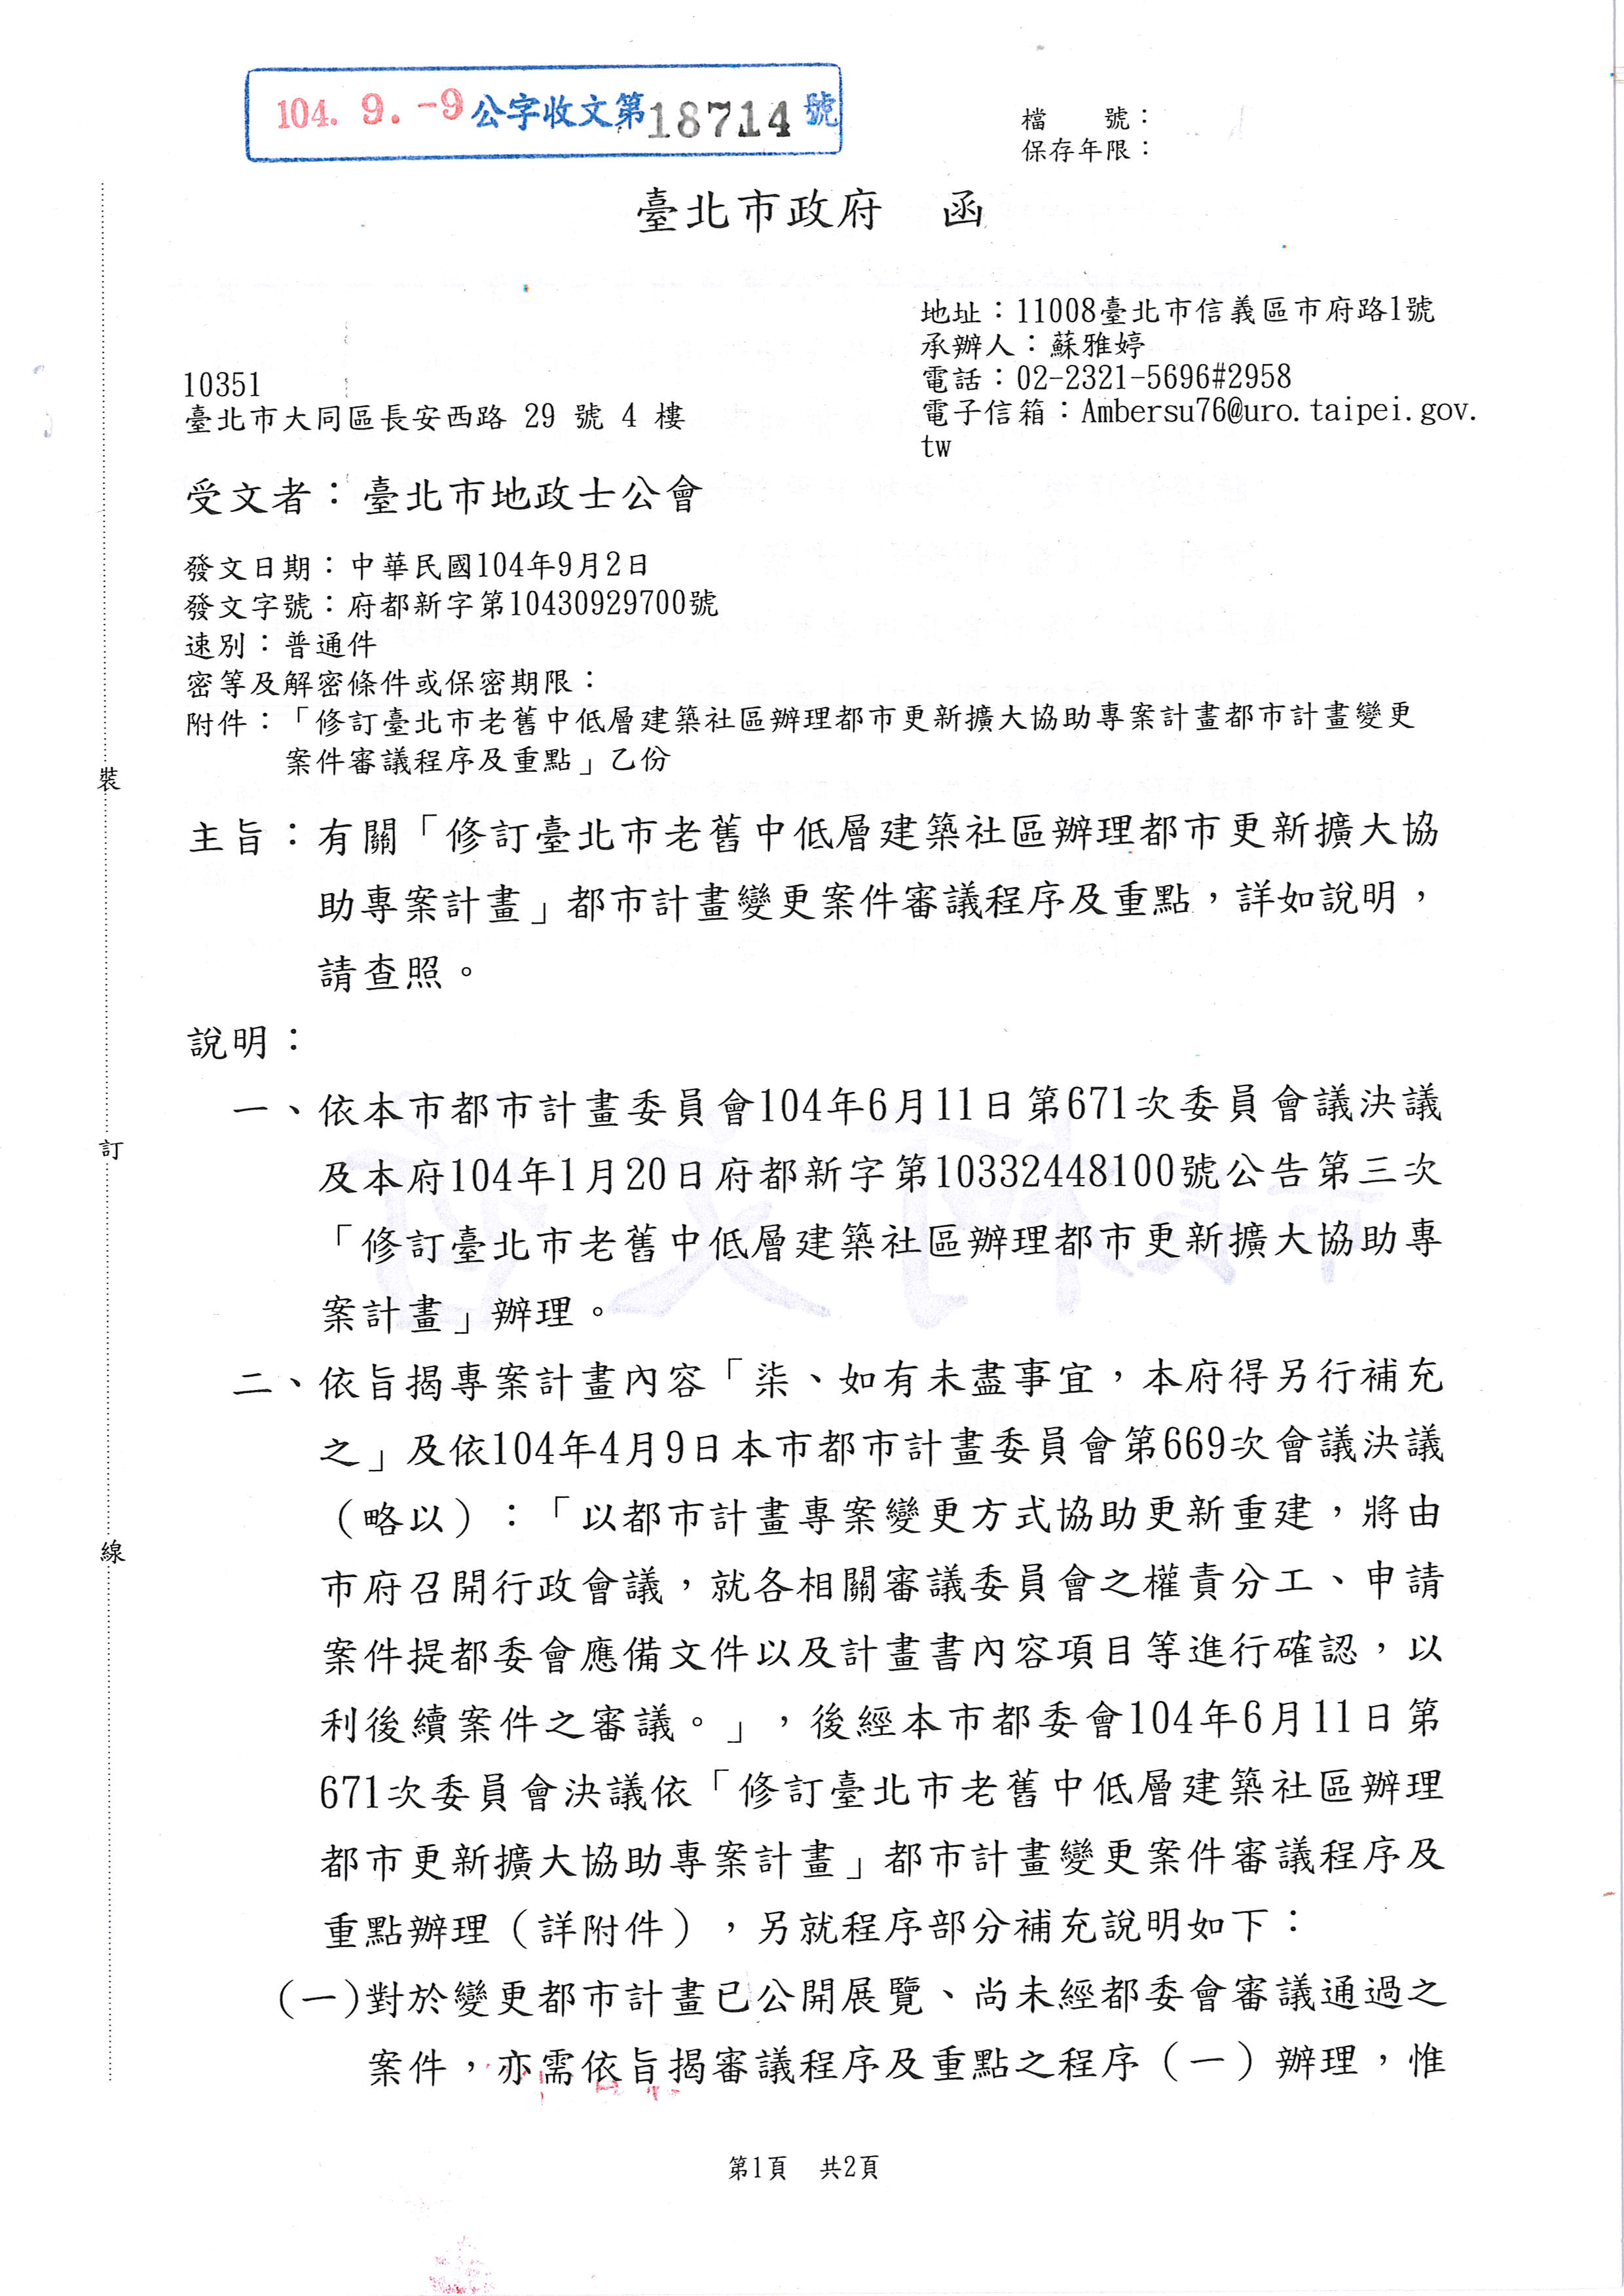 104. 9. -9公字收文第18714號
檔　　號：
保存年限：
臺北市政府　函
地址：11008臺北市信義區市府路1號
承辦人：蘇雅婷
電話：02-2321-5696#2958
電子信箱：Ambersu76@uro.taipei.gov.
tw
10351
臺北市大同區長安西路 29 號 4 樓
受文者：臺北市地政士公會
發文日期：中華民國104年9月2日
發文字號：府都新字第10430929700號
速別：普通件
密等及解密條件或保密期限：
附件：「修訂臺北市老舊中低層建築社區辦理都市更新擴大協助專案計畫都市計畫變更
案件審議程序及重點」乙份
主旨：有關「修訂臺北市老舊中低層建築社區辦理都市更新擴大協
助專案計畫」都市計畫變更案件審議程序及重點，詳如說明，
請查照。
說明：
一、依本市都市計畫委員會104年6月11日第671次委員會議決議
及本府104年1月20日府都新字第10332448100號公告第三次
「修訂臺北市老舊中低層建築社區辦理都市更新擴大協助專
案計畫」辦理。
二、依旨揭專案計畫內容「柒、如有未盡事宜，本府得另行補充
之」及依104年4月9日本市都市計畫委員會第669次會議決議
（略以）：「以都市計畫專案變更方式協助更新重建，將由
市府召開行政會議，就各相關審議委員會之權責分工、申請
案件提都委會應備文件以及計畫書內容項目等進行確認，以
利後續案件之審議。」，後經本市都委會104年6月11日第
671次委員會決議依「修訂臺北市老舊中低層建築社區辦理
都市更新擴大協助專案計畫」都市計畫變更案件審議程序及
重點辦理（詳附件），另就程序部分補充說明如下：
(一)對於變更都市計畫已公開展覽、尚未經都委會審議通過之
案件，亦需依旨揭審議程序及重點之程序（一）辦理，惟
裝
訂
線
第1頁　共2頁